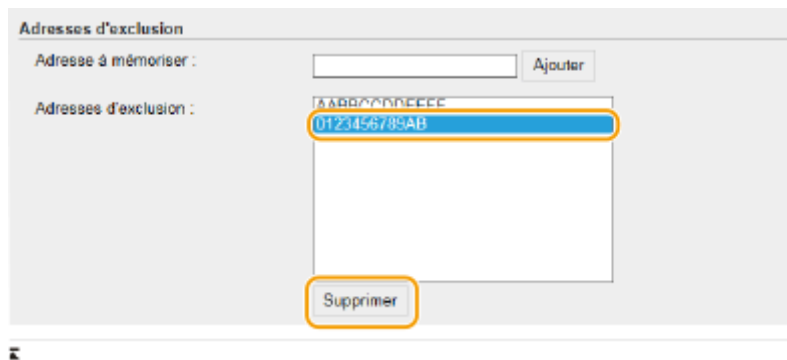 Adresses d'exclusion
Adresse à mémoriser :
Ajouter
Adresses d'exclusion :
AABBCCDDEEFF
0123456789AB
Supprimer